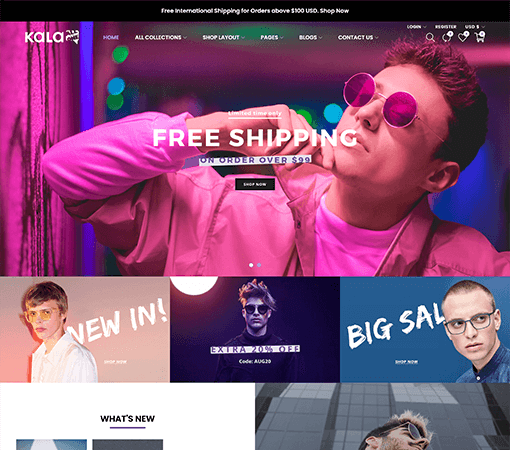 Free International Shipping for Orders above $100 USD. Shop Now
LOGIN REGISTER USD $
KALA
HOME ALL COLLECTIONS SHOP LAYOUT PAGES BLOGS CONTACT US
Limited time only
FREE SHIPPING
ON ORDER OVER $99
SHOP NOW
NEW IN!
SHOP NOW
EXTRA 20% OFF
Code: AUG20
BIG SAL
SHOP NOW
WHAT'S NEW